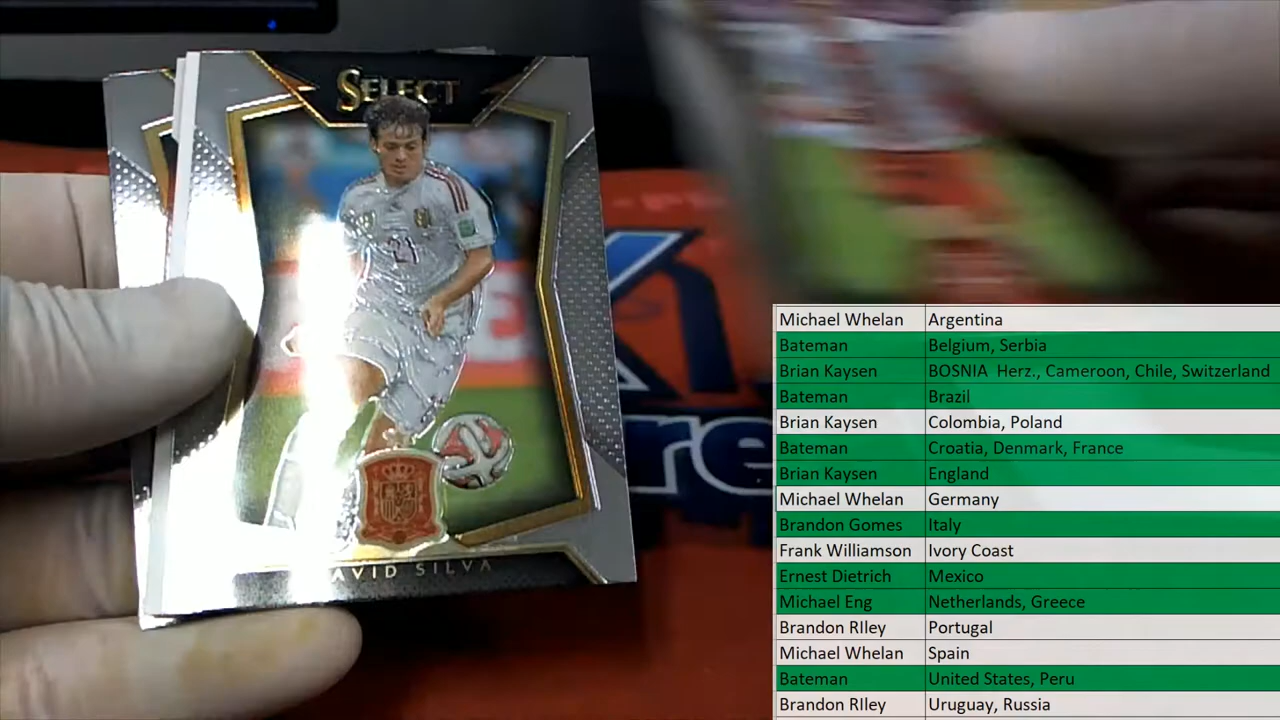 SELECT
21
AVID SILVA
re
Michael Whelan Argentina
Bateman Belgium, Serbia
Brian Kaysen BOSNIA Herz., Cameroon, Chile, Switzerland
Bateman Brazil
Brian Kaysen Colombia, Poland
Bateman Croatia, Denmark, France
Brian Kaysen England
Michael Whelan Germany
Brandon Gomes Italy
Frank Williamson Ivory Coast
Ernest Dietrich Mexico
Michael Eng Netherlands, Greece
Brandon RIley Portugal
Michael Whelan Spain
Bateman United States, Peru
Brandon RIley Uruguay, Russia